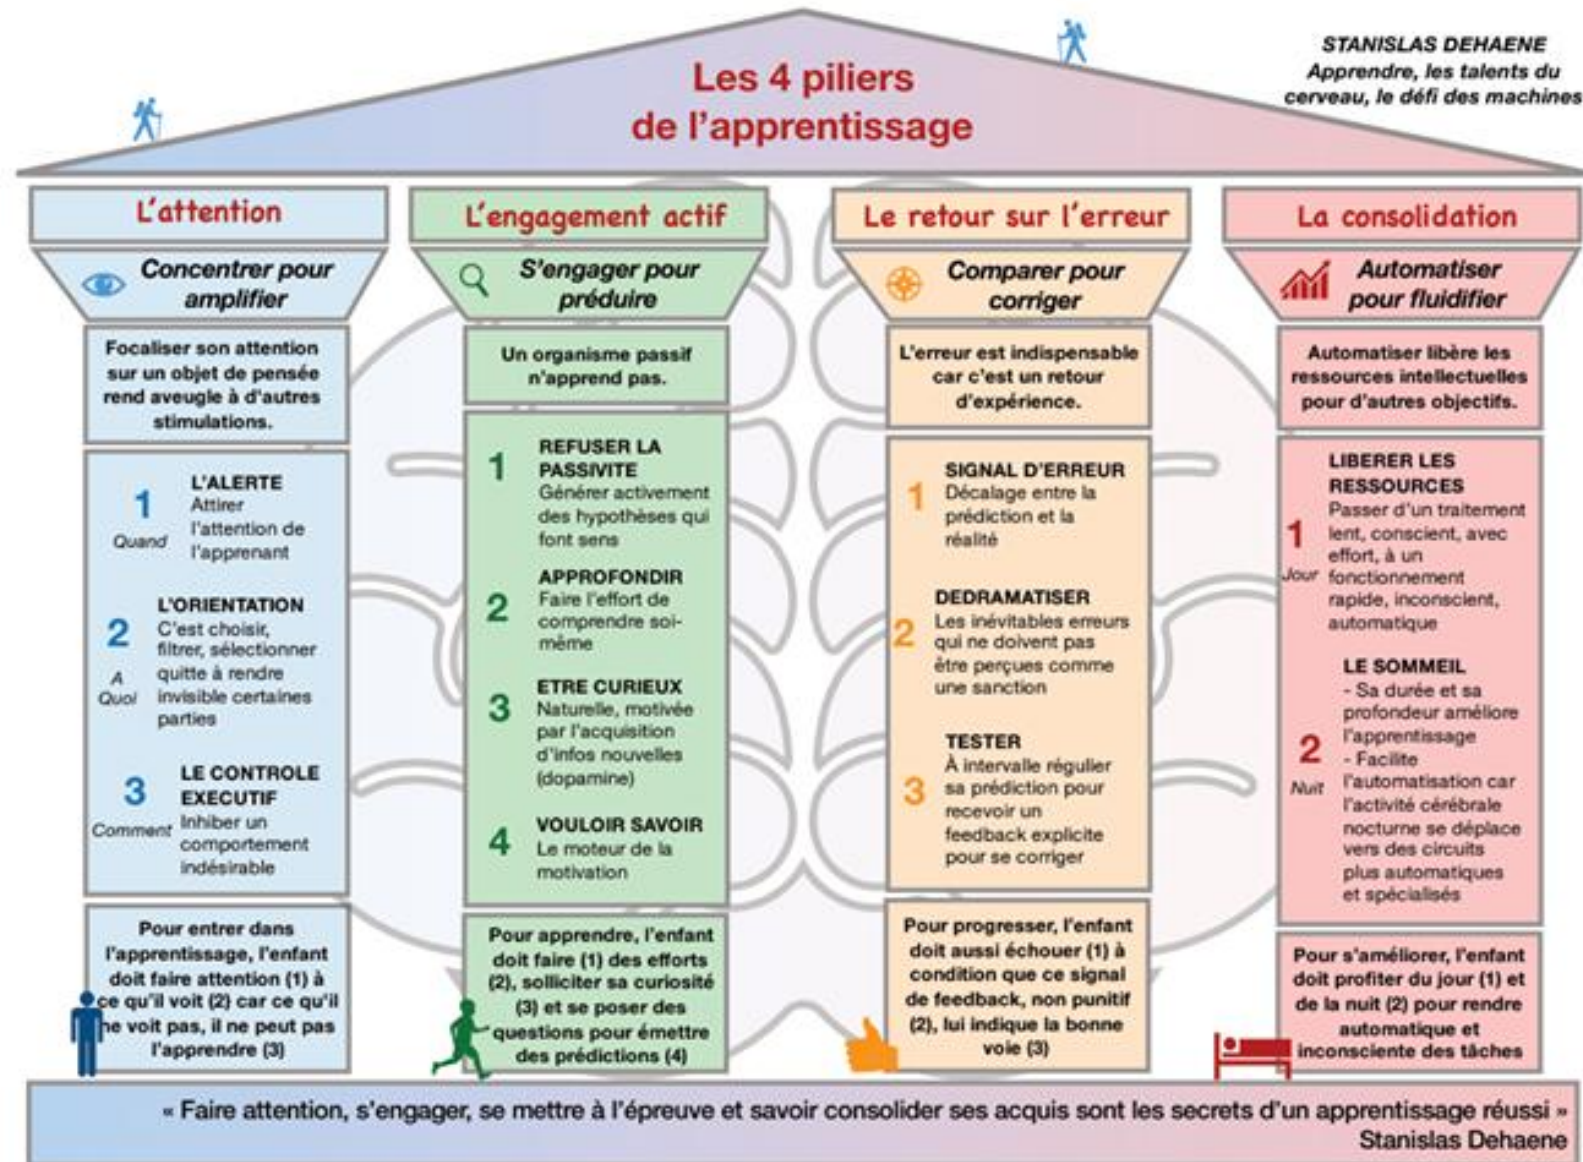 Les 4 piliers
de l'apprentissage
STANISLAS DEHAENE
Apprendre, les talents du
cerveau, le défi des machines
L'attention
Concentrer pour
amplifier
Focaliser son attention
sur un objet de pensée
rend aveugle à d'autres
stimulations.
1
Quand
L'ALERTE
Attirer
l'attention de
l'apprenant
2
A
Quoi
L'ORIENTATION
C'est choisir,
filtrer, sélectionner
quitte à rendre
invisible certaines
parties
3
Comment
LE CONTROLE
EXECUTIF
Inhiber un
comportement
indésirable
Pour entrer dans
l'apprentissage, l'enfant
doit faire attention (1) à
ce qu'il voit (2) car ce qu'il
ne voit pas, il ne peut pas
l'apprendre (3)
L'engagement actif
S'engager pour
préduire
Un organisme passif
n'apprend pas.
1
REFUSER LA
PASSIVITE
Générer activement
des hypothèses qui
font sens
2
APPROFONDIR
Faire l'effort de
comprendre soi-
même
3
ETRE CURIEUX
Naturelle, motivée
par l'acquisition
d'infos nouvelles
(dopamine)
4
VOULOIR SAVOIR
Le moteur de la
motivation
Pour apprendre, l'enfant
doit faire (1) des efforts
(2), solliciter sa curiosité
(3) et se poser des
questions pour émettre
des prédictions (4)
Le retour sur l'erreur
Comparer pour
corriger
L'erreur est indispensable
car c'est un retour
d'expérience.
1
SIGNAL D'ERREUR
Décalage entre la
prédiction et la
réalité
2
DEDRAMATISER
Les inévitables erreurs
qui ne doivent pas
être perçues comme
une sanction
3
TESTER
À intervalle régulier
sa prédiction pour
recevoir un
feedback explicite
pour se corriger
Pour progresser, l'enfant
doit aussi échouer (1) à
condition que ce signal
de feedback, non punitif
(2), lui indique la bonne
voie (3)
La consolidation
Automatiser
pour fluidifier
Automatiser libère les
ressources intellectuelles
pour d'autres objectifs.
1
Jour
LIBERER LES
RESSOURCES
Passer d'un traitement
lent, conscient, avec
effort, à un
fonctionnement
rapide, inconscient,
automatique
2
Nuit
LE SOMMEIL
- Sa durée et sa
profondeur améliore
l'apprentissage
- Facilite
l'automatisation car
l'activité cérébrale
nocturne se déplace
vers des circuits
plus automatiques
et spécialisés
Pour s'améliorer, l'enfant
doit profiter du jour (1) et
de la nuit (2) pour rendre
automatique et
inconsciente des tâches
« Faire attention, s'engager, se mettre à l'épreuve et savoir consolider ses acquis sont les secrets d'un apprentissage réussi »
Stanislas Dehaene